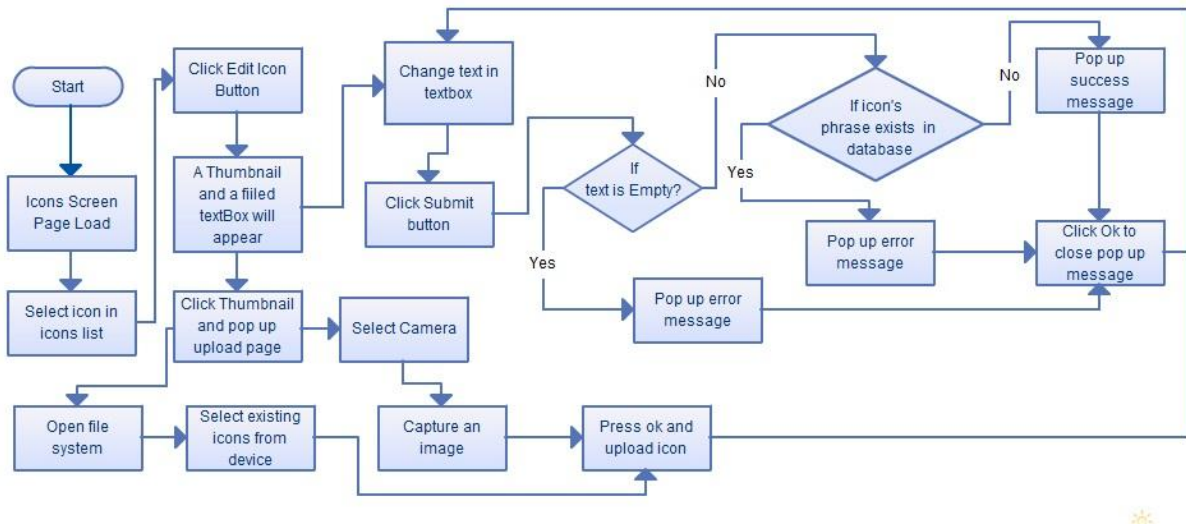 Start
Icons Screen
Page Load
Select icon in
icons list
Click Edit Icon
Button
A Thumbnail
and a fiilled
textBox will
appear
Click Thumbnail
and pop up
upload page
Open file
system
Select existing
icons from
device
Select Camera
Capture an
image
Press ok and
upload icon
Change text in
textbox
Click Submit
button
If
text is Empty?
No
Yes
Pop up error
message
If icon's
phrase exists in
database
Yes
No
Pop up error
message
Pop up
success
message
Click Ok to
close pop up
message